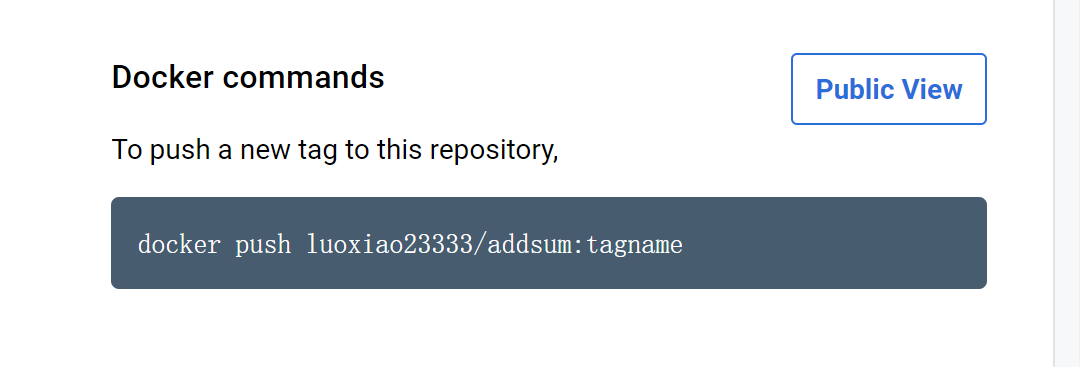 Docker commands
Public View
To push a new tag to this repository,
docker push luoxiao23333/addsum:tagname